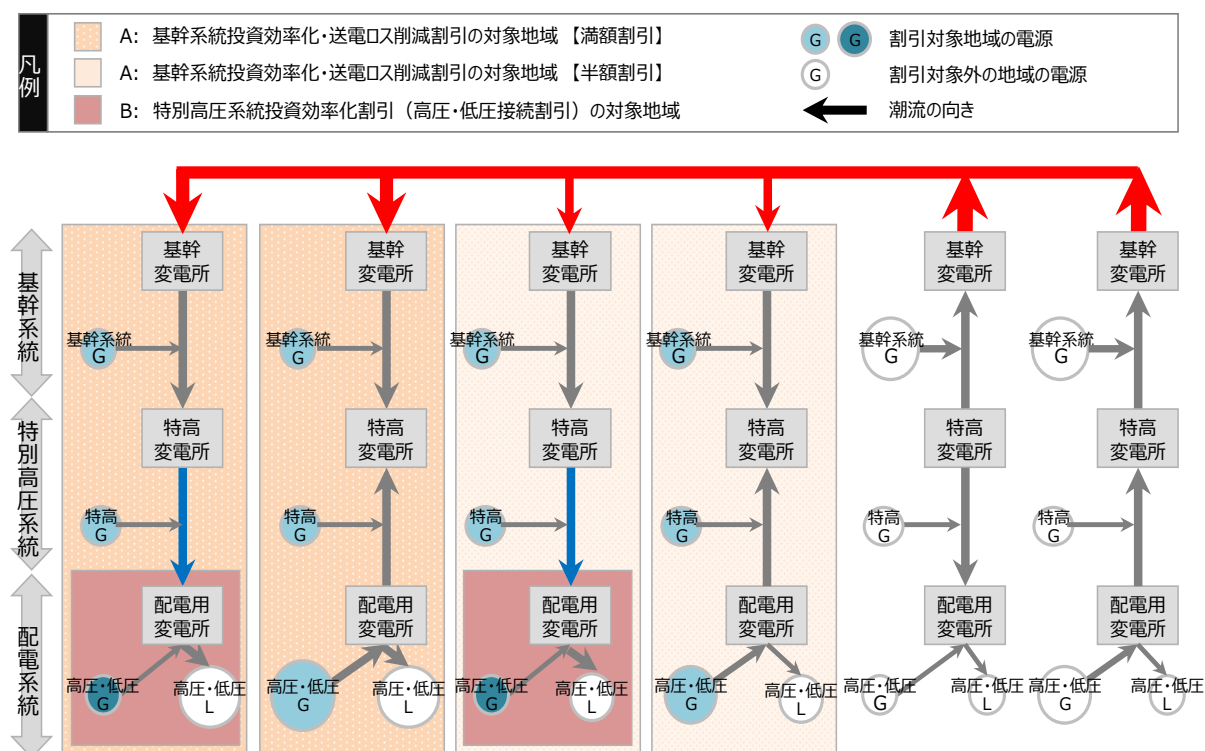 凡例
A: 基幹系統投資効率化・送電ロス削減割引の対象地域 【満額割引】
A: 基幹系統投資効率化・送電ロス削減割引の対象地域 【半額割引】
B: 特別高圧系統投資効率化割引（高圧・低圧接続割引）の対象地域
G G 割引対象地域の電源
G 割引対象外の地域の電源
潮流の向き
基幹系統
基幹 基幹 基幹 基幹 基幹 基幹
変電所 変電所 変電所 変電所 変電所 変電所
基幹系統 基幹系統 基幹系統 基幹系統 基幹系統 基幹系統
G G G G G G
特別高圧系統
特高 特高 特高 特高 特高 特高
変電所 変電所 変電所 変電所 変電所 変電所
特高 特高 特高 特高 特高 特高
G G G G G G
配電系統
配電用 配電用 配電用 配電用 配電用 配電用
変電所 変電所 変電所 変電所 変電所 変電所
高圧・低圧 高圧・低圧 高圧・低圧 高圧・低圧 高圧・低圧 高圧・低圧 高圧・低圧 高圧・低圧 高圧・低圧 高圧・低圧 高圧・低圧 高圧・低圧
G L G L G L G L G L G L